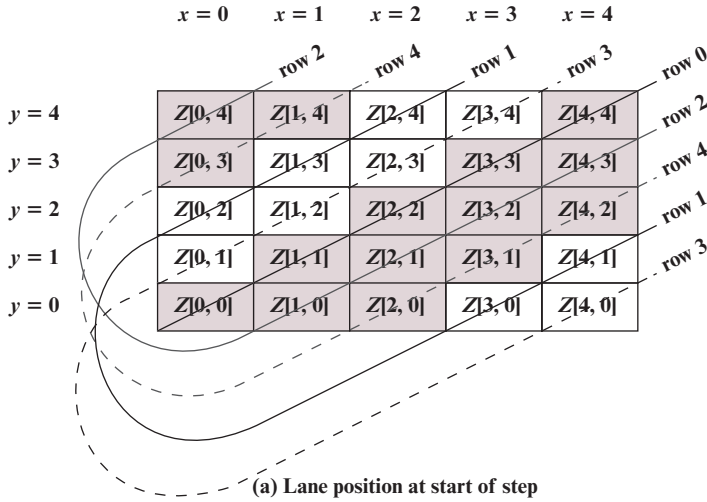 x = 0 x = 1 x = 2 x = 3 x = 4
row 2 row 4 row 1 row 3 row 0
y = 4 Z[0, 4] Z[1, 4] Z[2, 4] Z[3, 4] Z[4, 4] row 2
y = 3 Z[0, 3] Z[1, 3] Z[2, 3] Z[3, 3] Z[4, 3] row 4
y = 2 Z[0, 2] Z[1, 2] Z[2, 2] Z[3, 2] Z[4, 2] row 1
y = 1 Z[0, 1] Z[1, 1] Z[2, 1] Z[3, 1] Z[4, 1] row 3
y = 0 Z[0, 0] Z[1, 0] Z[2, 0] Z[3, 0] Z[4, 0]
(a) Lane position at start of step